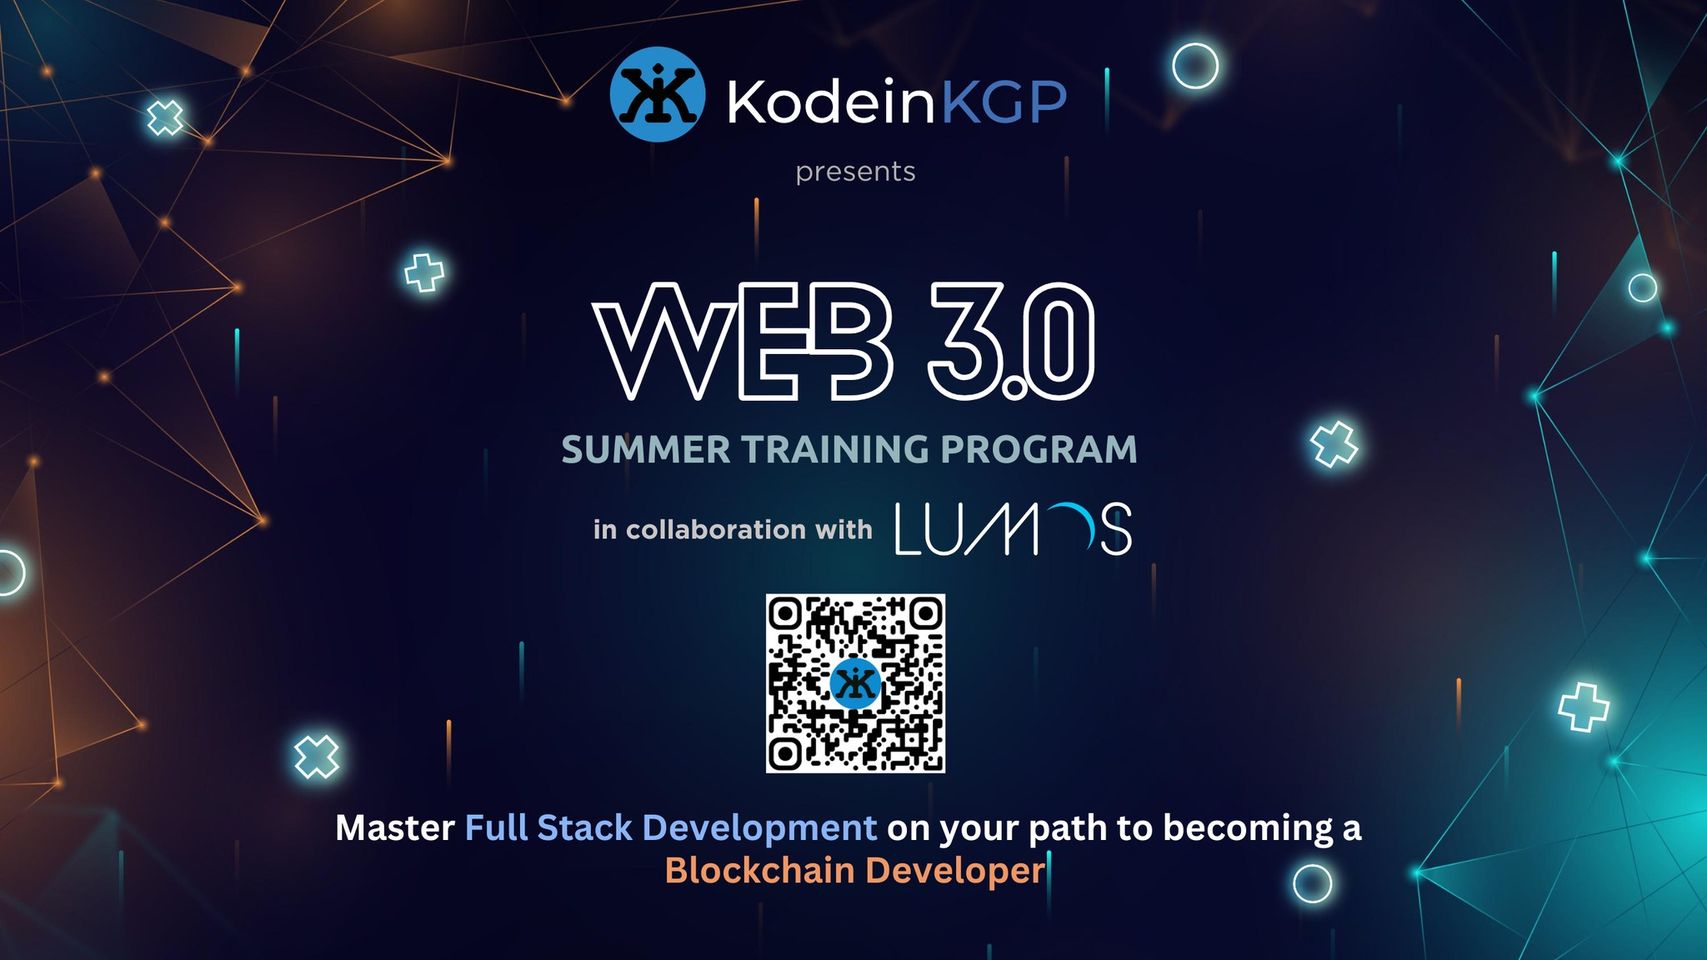 KodeinKGP
presents
WEB 3.0
SUMMER TRAINING PROGRAM
in collaboration with LUMOS
Master Full Stack Development on your path to becoming a
Blockchain Developer